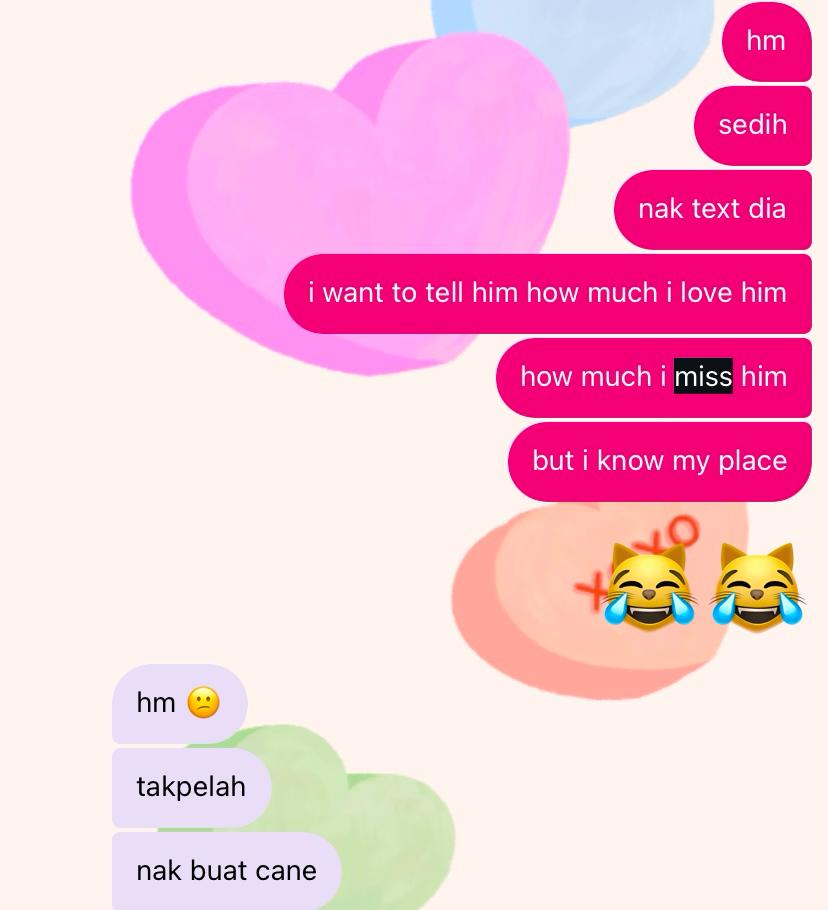 hm
sedih
nak text dia
i want to tell him how much i love him
how much i miss him
but i know my place
XOXO
hm
takpelah
nak buat cane